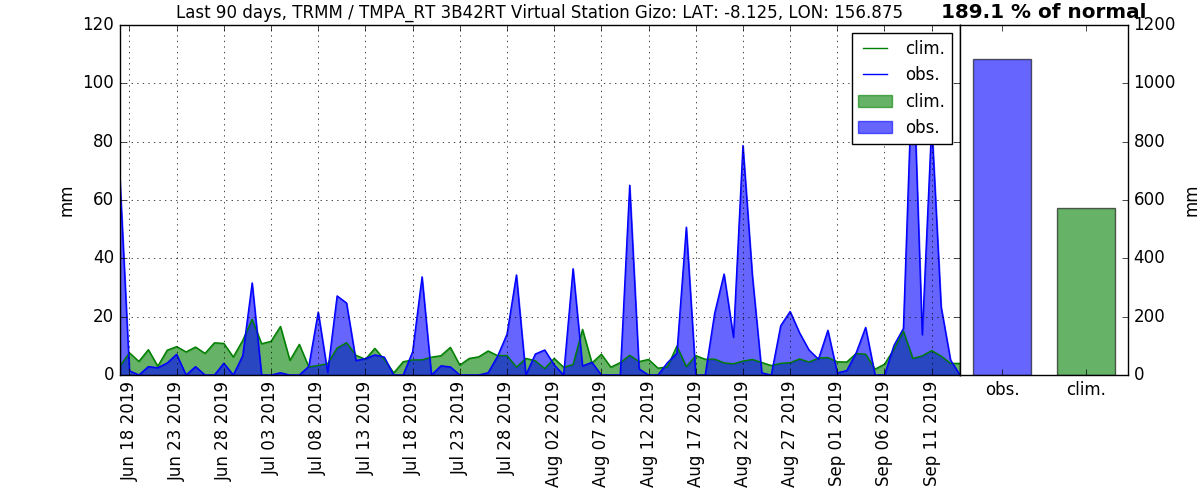 Last 90 days, TRMM / TMPA_RT 3B42RT Virtual Station Gizo: LAT: -8.125, LON: 156.875
189.1 % of normal
120
100
80
60
40
20
0
mm
clim.
obs.
clim.
obs.
1200
1000
800
600
400
200
0
mm
Jun 18 2019
Jun 23 2019
Jun 28 2019
Jul 03 2019
Jul 08 2019
Jul 13 2019
Jul 18 2019
Jul 23 2019
Jul 28 2019
Aug 02 2019
Aug 07 2019
Aug 12 2019
Aug 17 2019
Aug 22 2019
Aug 27 2019
Sep 01 2019
Sep 06 2019
Sep 11 2019
obs.
clim.